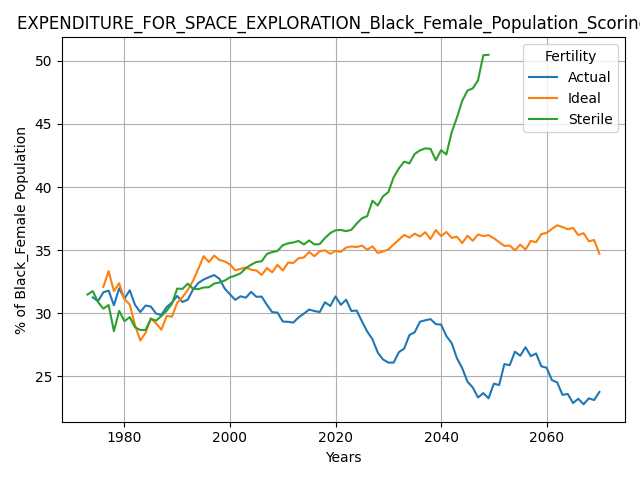 EXPENDITURE_FOR_SPACE_EXPLORATION_Black_Female_Population_Scoring
Fertility
Actual
Ideal
Sterile
% of Black_Female Population
50
45
40
35
30
25
1980
2000
2020
2040
2060
Years